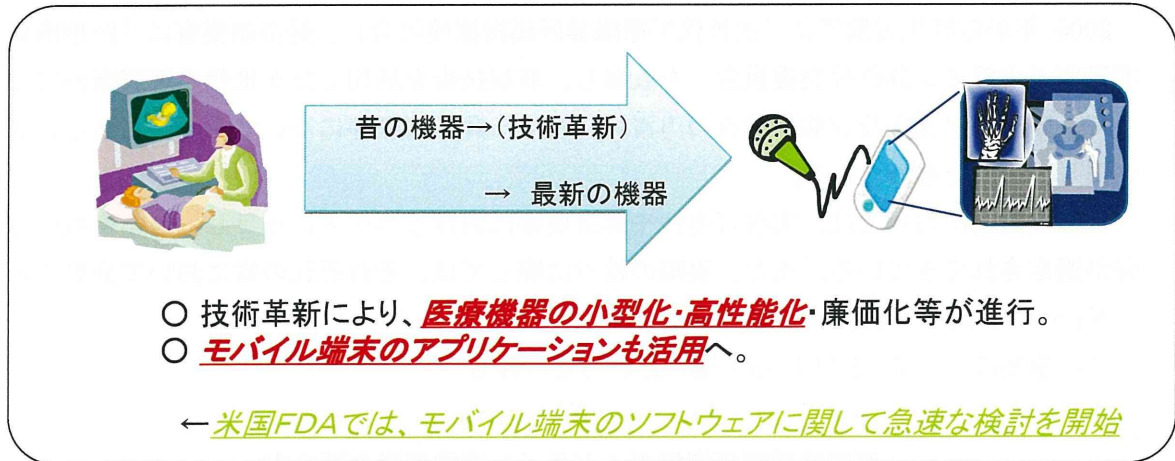 昔の機器→(技術革新)
→ 最新の機器
○ 技術革新により、医療機器の小型化・高性能化・廉価化等が進行。
○ モバイル端末のアプリケーションも活用へ。
←米国FDAでは、モバイル端末のソフトウェアに関して急速な検討を開始